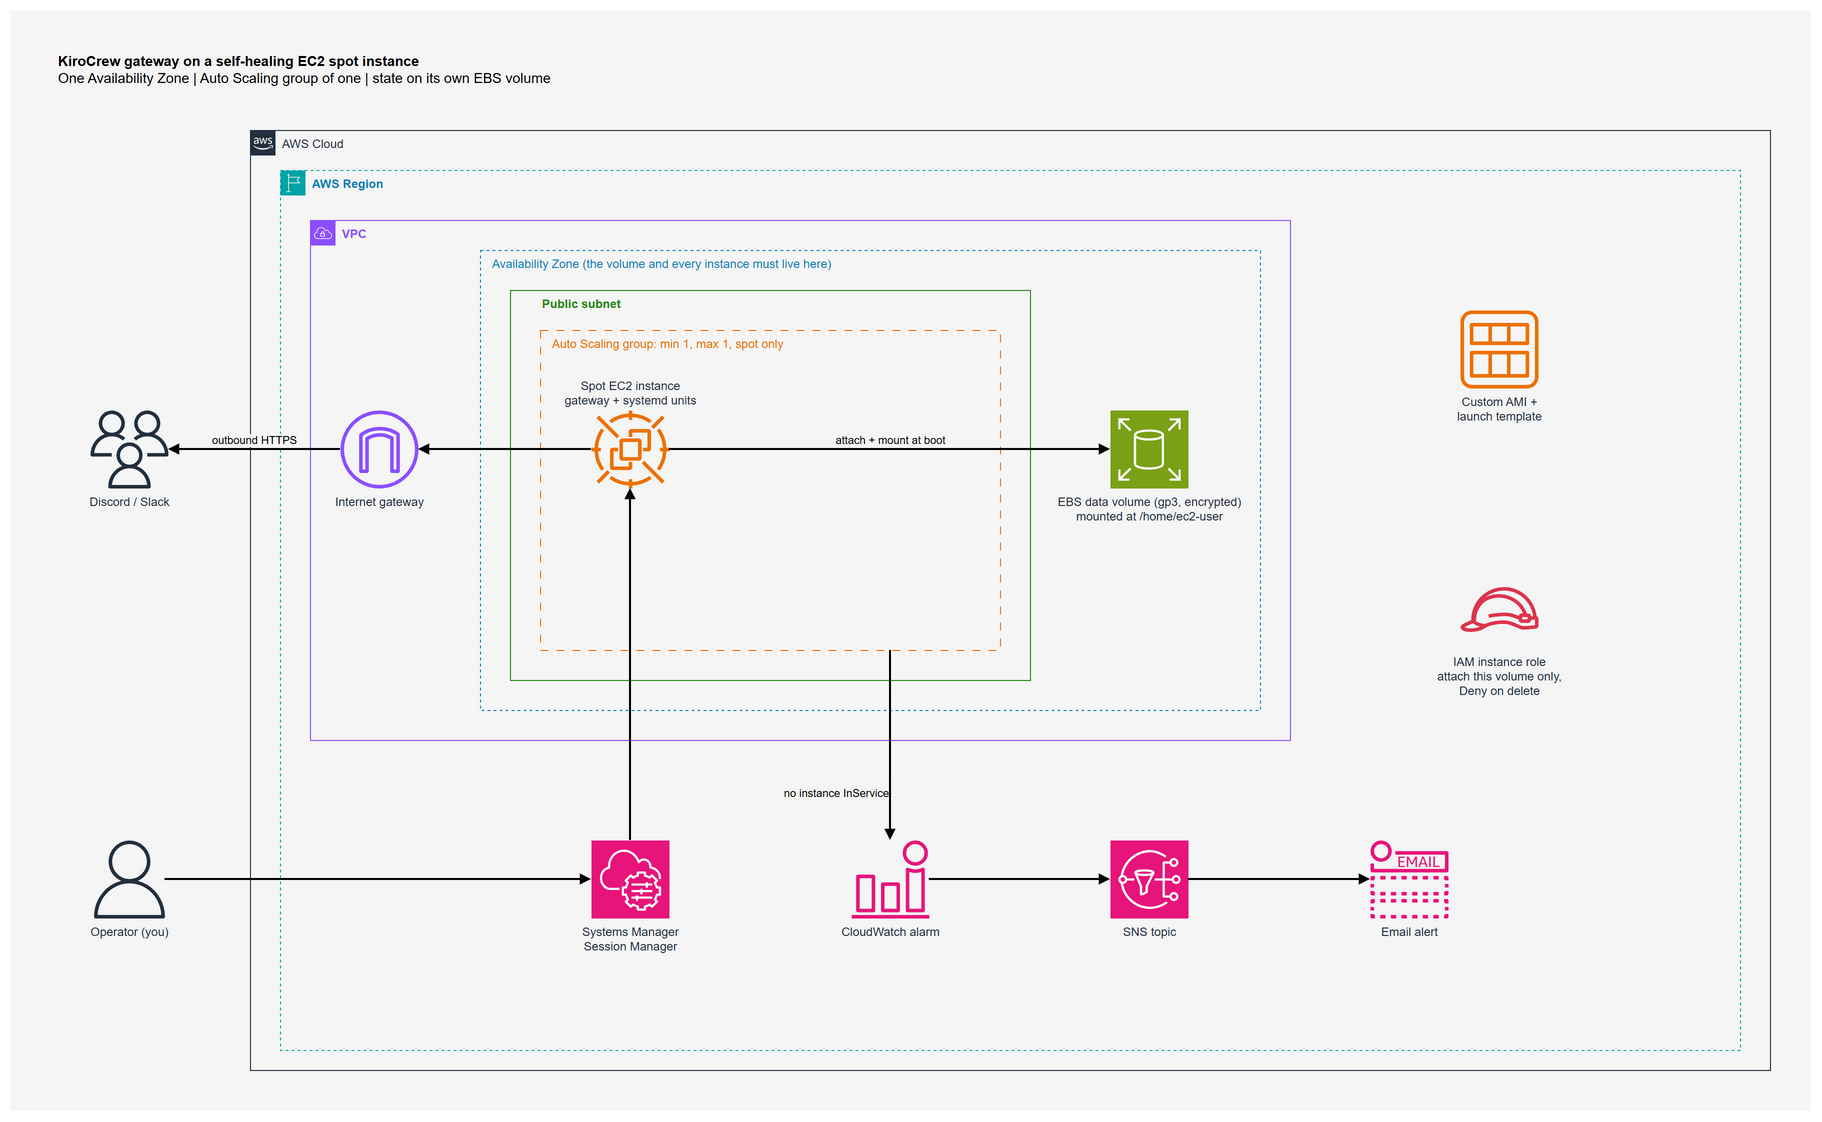 KiroCrew gateway on a self-healing EC2 spot instance
One Availability Zone | Auto Scaling group of one | state on its own EBS volume
aws
AWS Cloud
AWS Region
VPC
Availability Zone (the volume and every instance must live here)
Public subnet
Auto Scaling group: min 1, max 1, spot only
Spot EC2 instance
gateway + systemd units
Custom AMI +
launch template
outbound HTTPS
attach + mount at boot
Discord / Slack
Internet gateway
EBS data volume (gp3, encrypted)
mounted at /home/ec2-user
IAM instance role
attach this volume only,
Deny on delete
no instance InService
EMAIL
Operator (you)
Systems Manager
Session Manager
CloudWatch alarm
SNS topic
Email alert